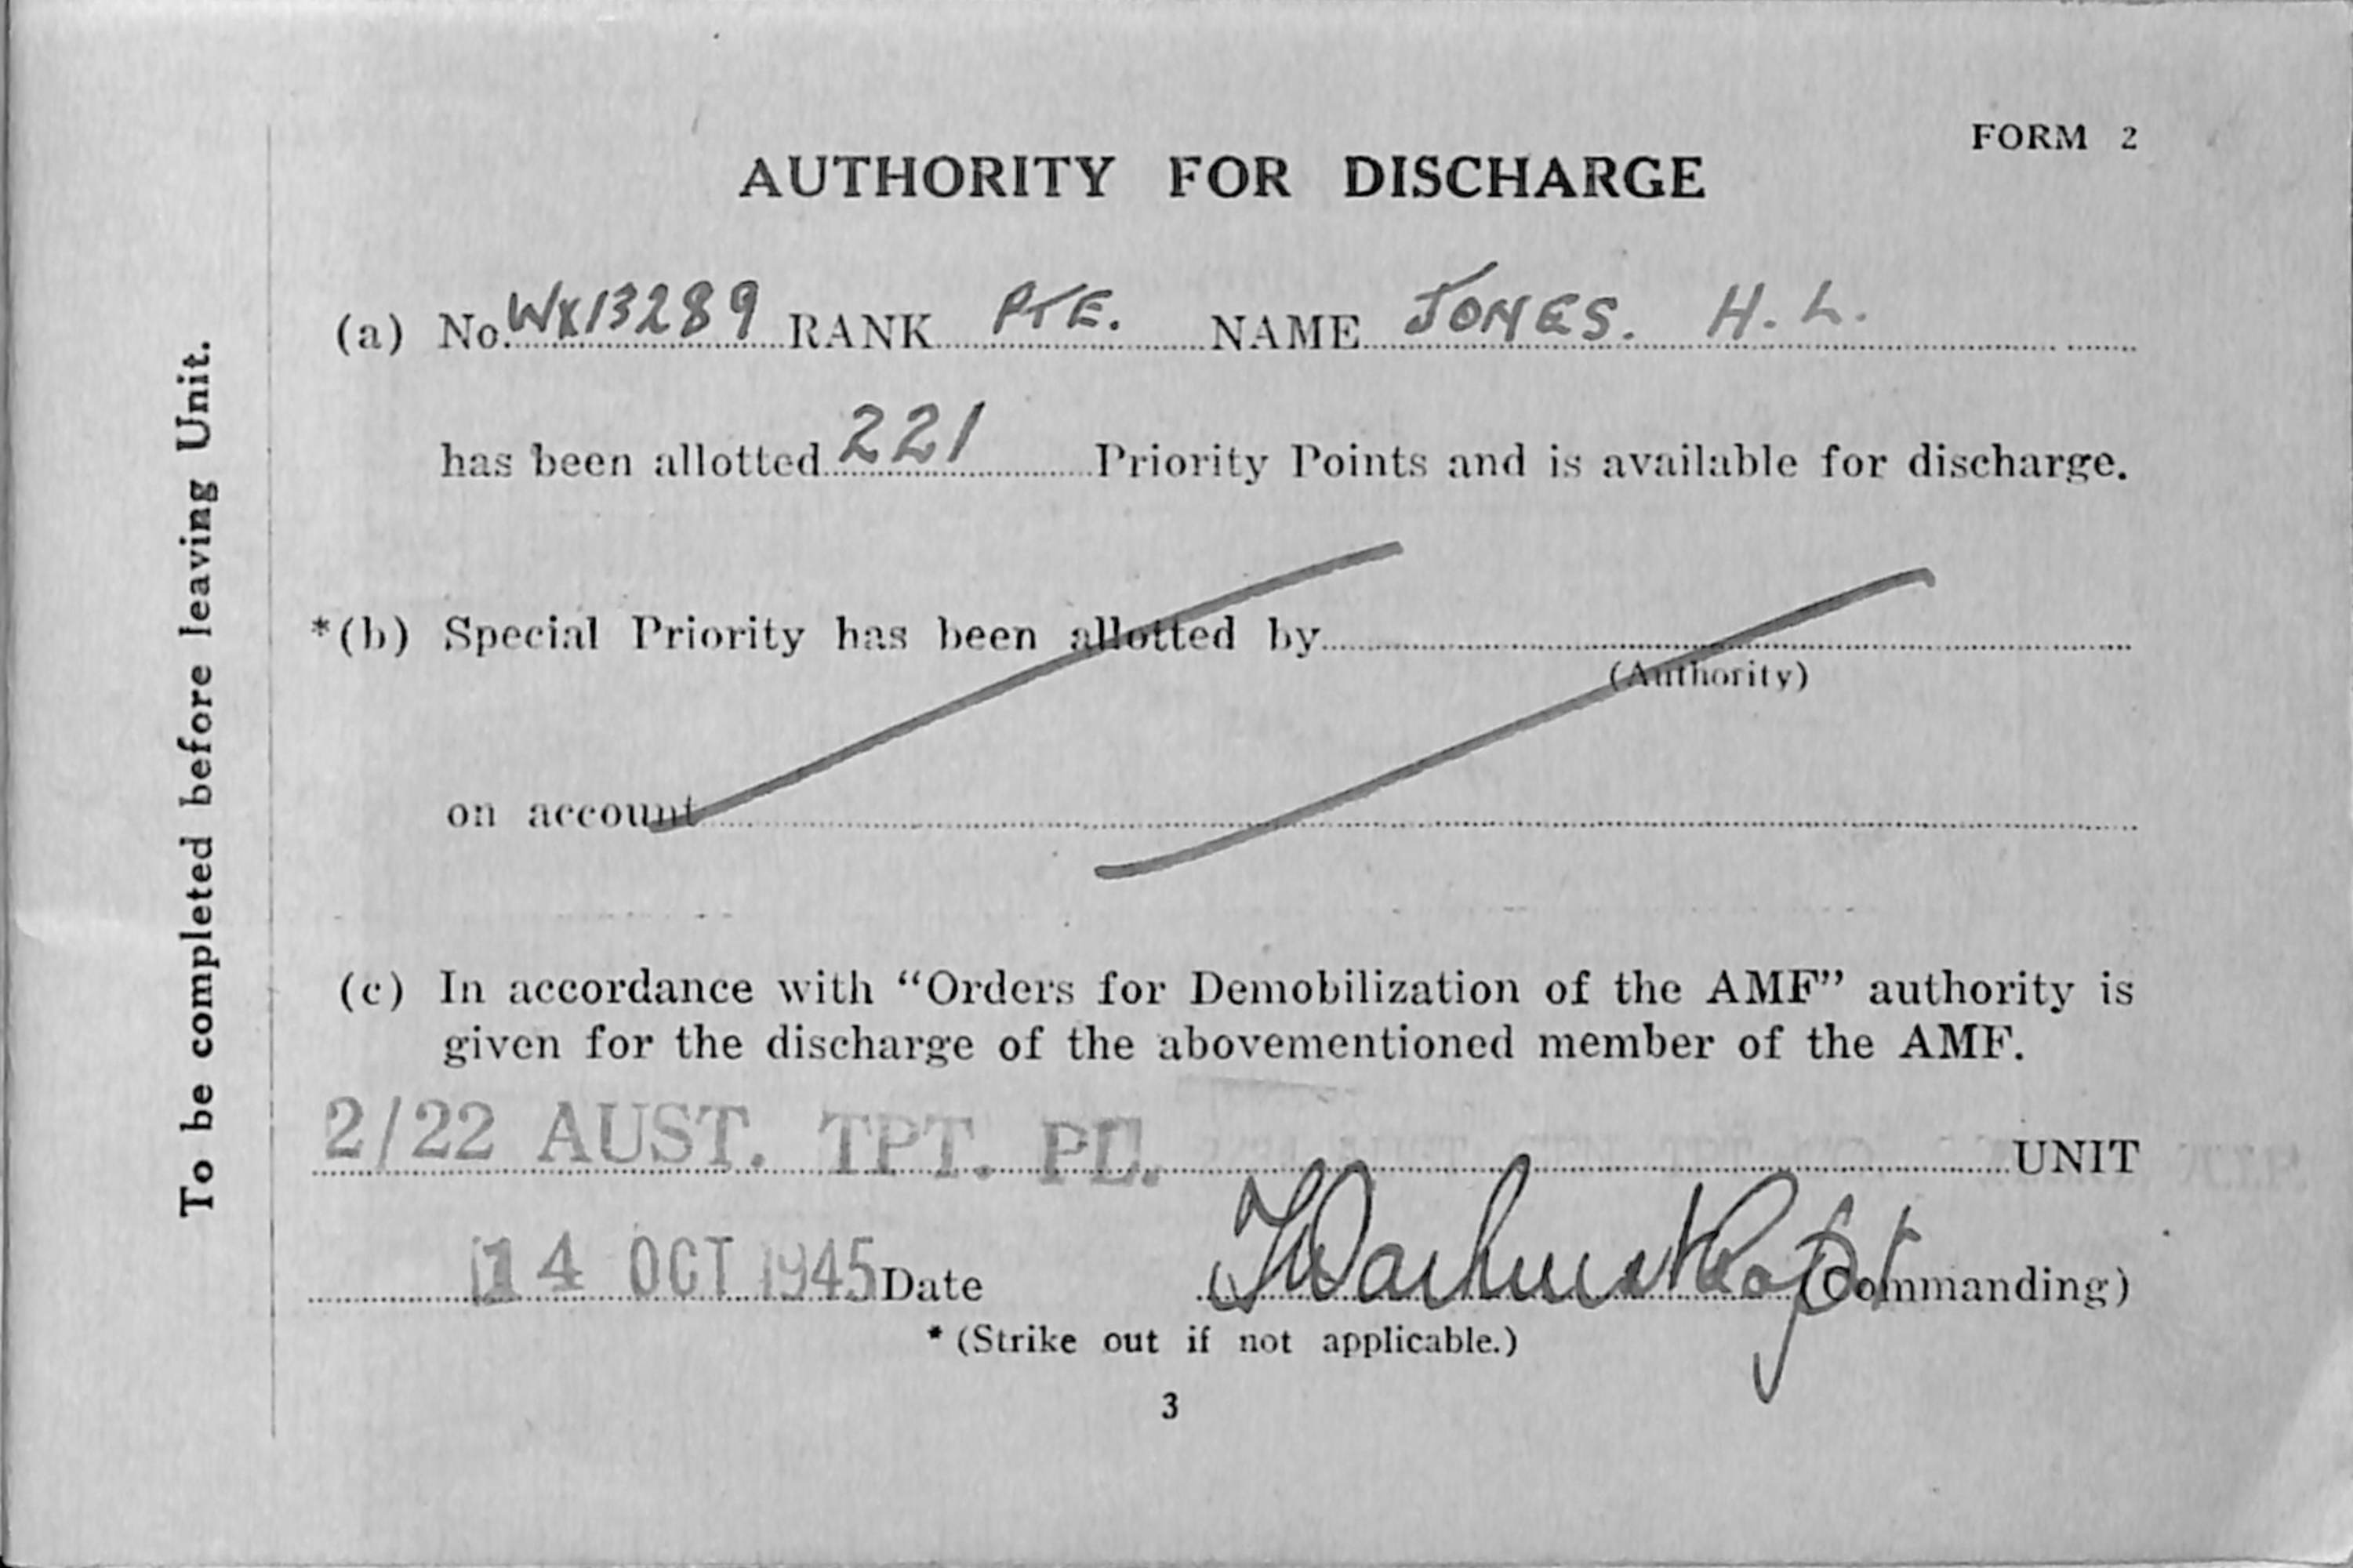 FORM 2
AUTHORITY FOR DISCHARGE
To be completed before leaving Unit.
(a) No. WX13289 RANK PTE. NAME JONES. H. L.
has been allotted 221 Priority Points and is available for discharge.
*(b) Special Priority has been allotted by
(Authority)
on account
(c) In accordance with “Orders for Demobilization of the AMF” authority is
given for the discharge of the abovementioned member of the AMF.
2/22 AUST. TPT. PL. UNIT
14 OCT 1945 Date Capt (Commanding)
* (Strike out if not applicable.)
3